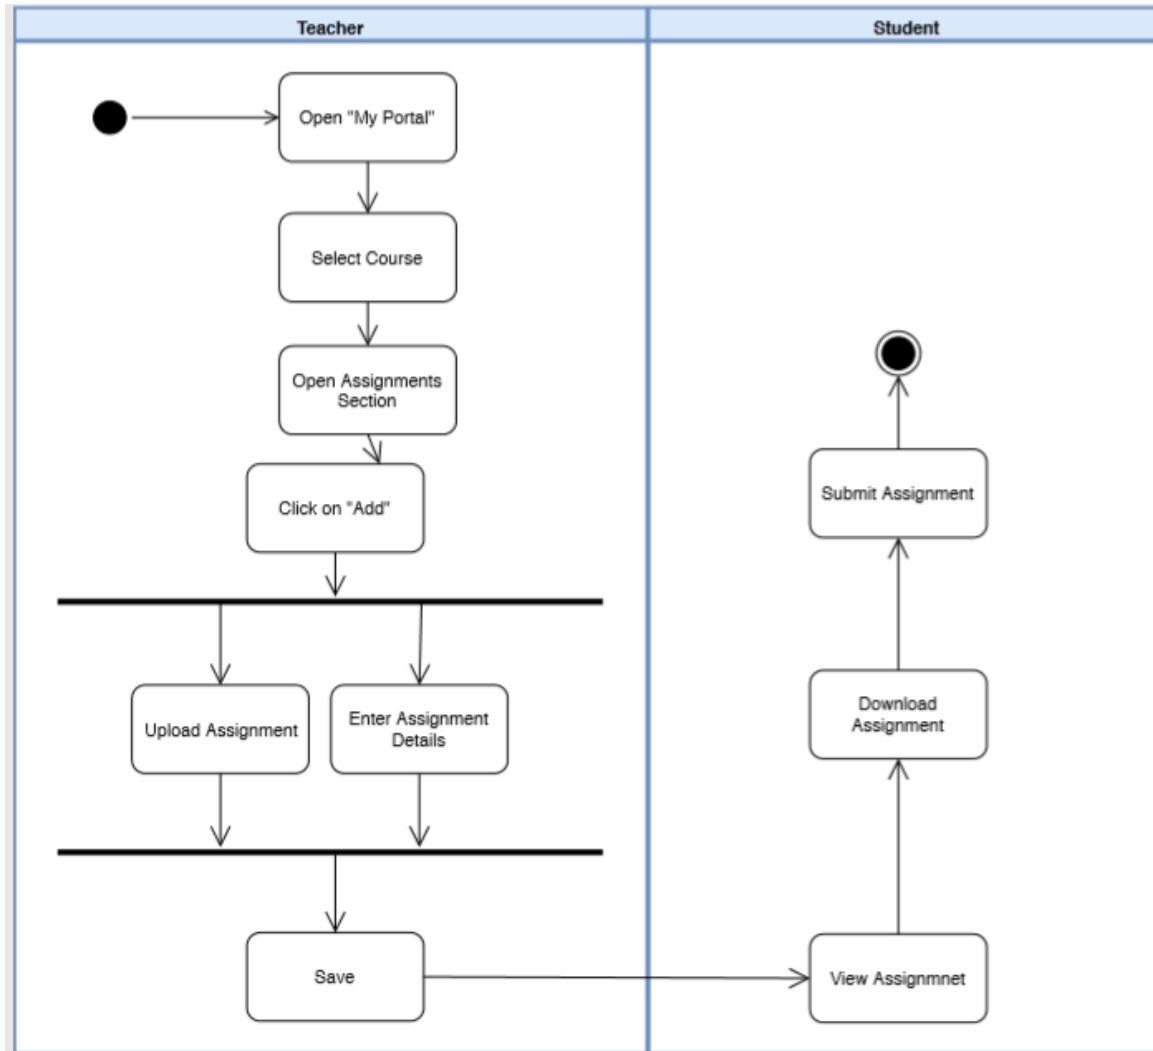 Teacher
Student
Open "My Portal"
Select Course
Open Assignments
Section
Click on "Add"
Upload Assignment
Enter Assignment
Details
Save
View Assignmnet
Download
Assignment
Submit Assignment